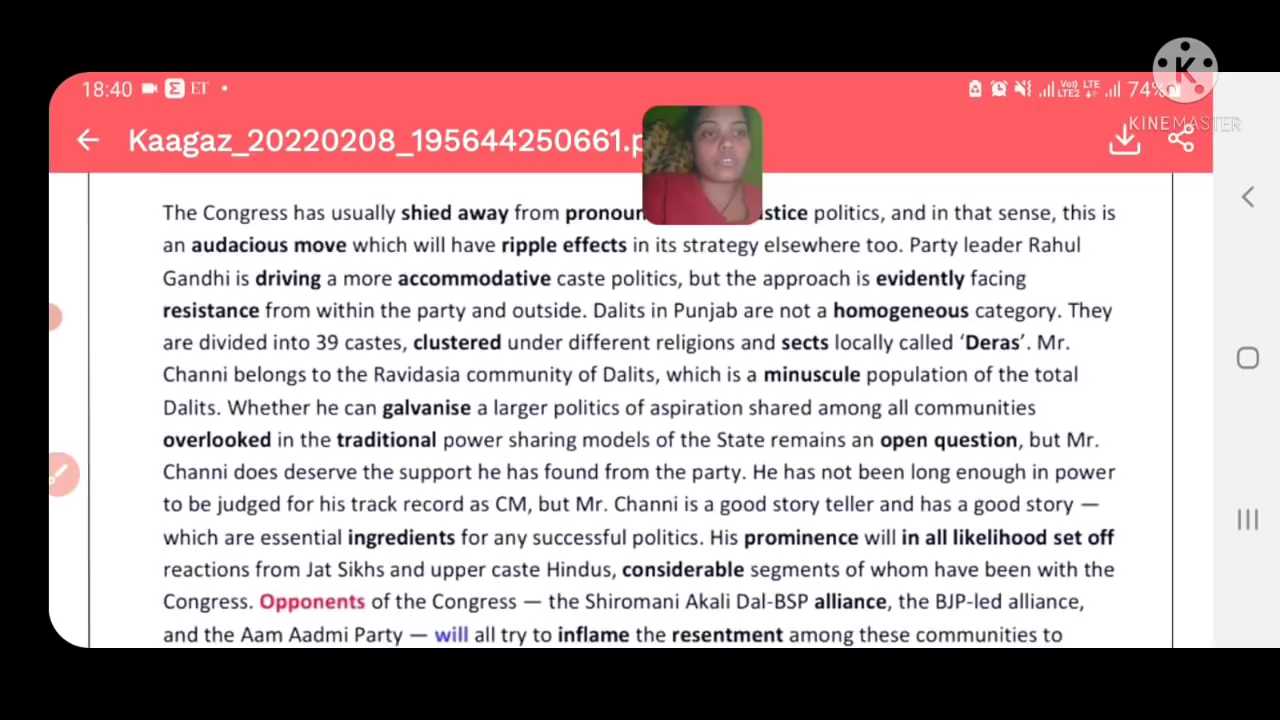 18:40 ET Vo)) LTE LTE2 74%
KINEMASTER
Kaagaz_20220208_195644250661.p
The Congress has usually shied away from pronoun stice politics, and in that sense, this is
an audacious move which will have ripple effects in its strategy elsewhere too. Party leader Rahul
Gandhi is driving a more accommodative caste politics, but the approach is evidently facing
resistance from within the party and outside. Dalits in Punjab are not a homogeneous category. They
are divided into 39 castes, clustered under different religions and sects locally called ‘Deras’. Mr.
Channi belongs to the Ravidasia community of Dalits, which is a minuscule population of the total
Dalits. Whether he can galvanise a larger politics of aspiration shared among all communities
overlooked in the traditional power sharing models of the State remains an open question, but Mr.
Channi does deserve the support he has found from the party. He has not been long enough in power
to be judged for his track record as CM, but Mr. Channi is a good story teller and has a good story —
which are essential ingredients for any successful politics. His prominence will in all likelihood set off
reactions from Jat Sikhs and upper caste Hindus, considerable segments of whom have been with the
Congress. Opponents of the Congress — the Shiromani Akali Dal-BSP alliance, the BJP-led alliance,
and the Aam Aadmi Party — will all try to inflame the resentment among these communities to